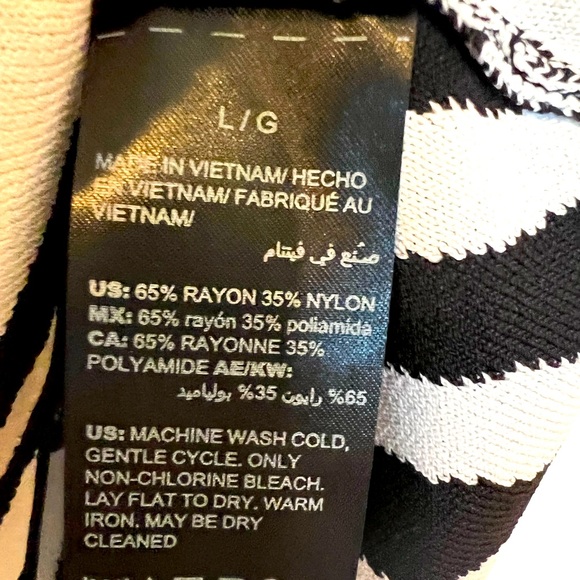 L/G
MADE IN VIETNAM/ HECHO
EN VIETNAM/ FABRIQUÉ AU
VIETNAM/
صنع في فيتنام
US: 65% RAYON 35% NYLON
MX: 65% rayón 35% poliamida
CA: 65% RAYONNE 35%
POLYAMIDE AE/KW:
65% رايون 35% بولياميد
US: MACHINE WASH COLD,
GENTLE CYCLE. ONLY
NON-CHLORINE BLEACH.
LAY FLAT TO DRY. WARM
IRON. MAY BE DRY
CLEANED